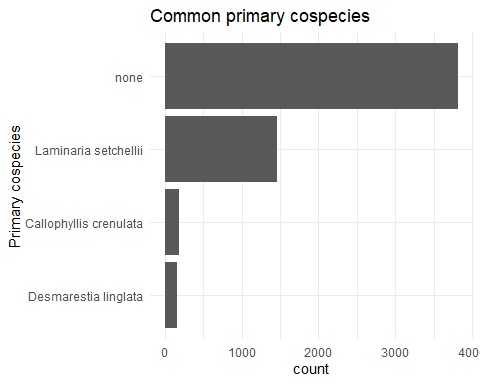 Common primary cospecies
none
Laminaria setchellii
Callophyllis crenulata
Desmarestia linglata
Primary cospecies
0 1000 2000 3000 400
count